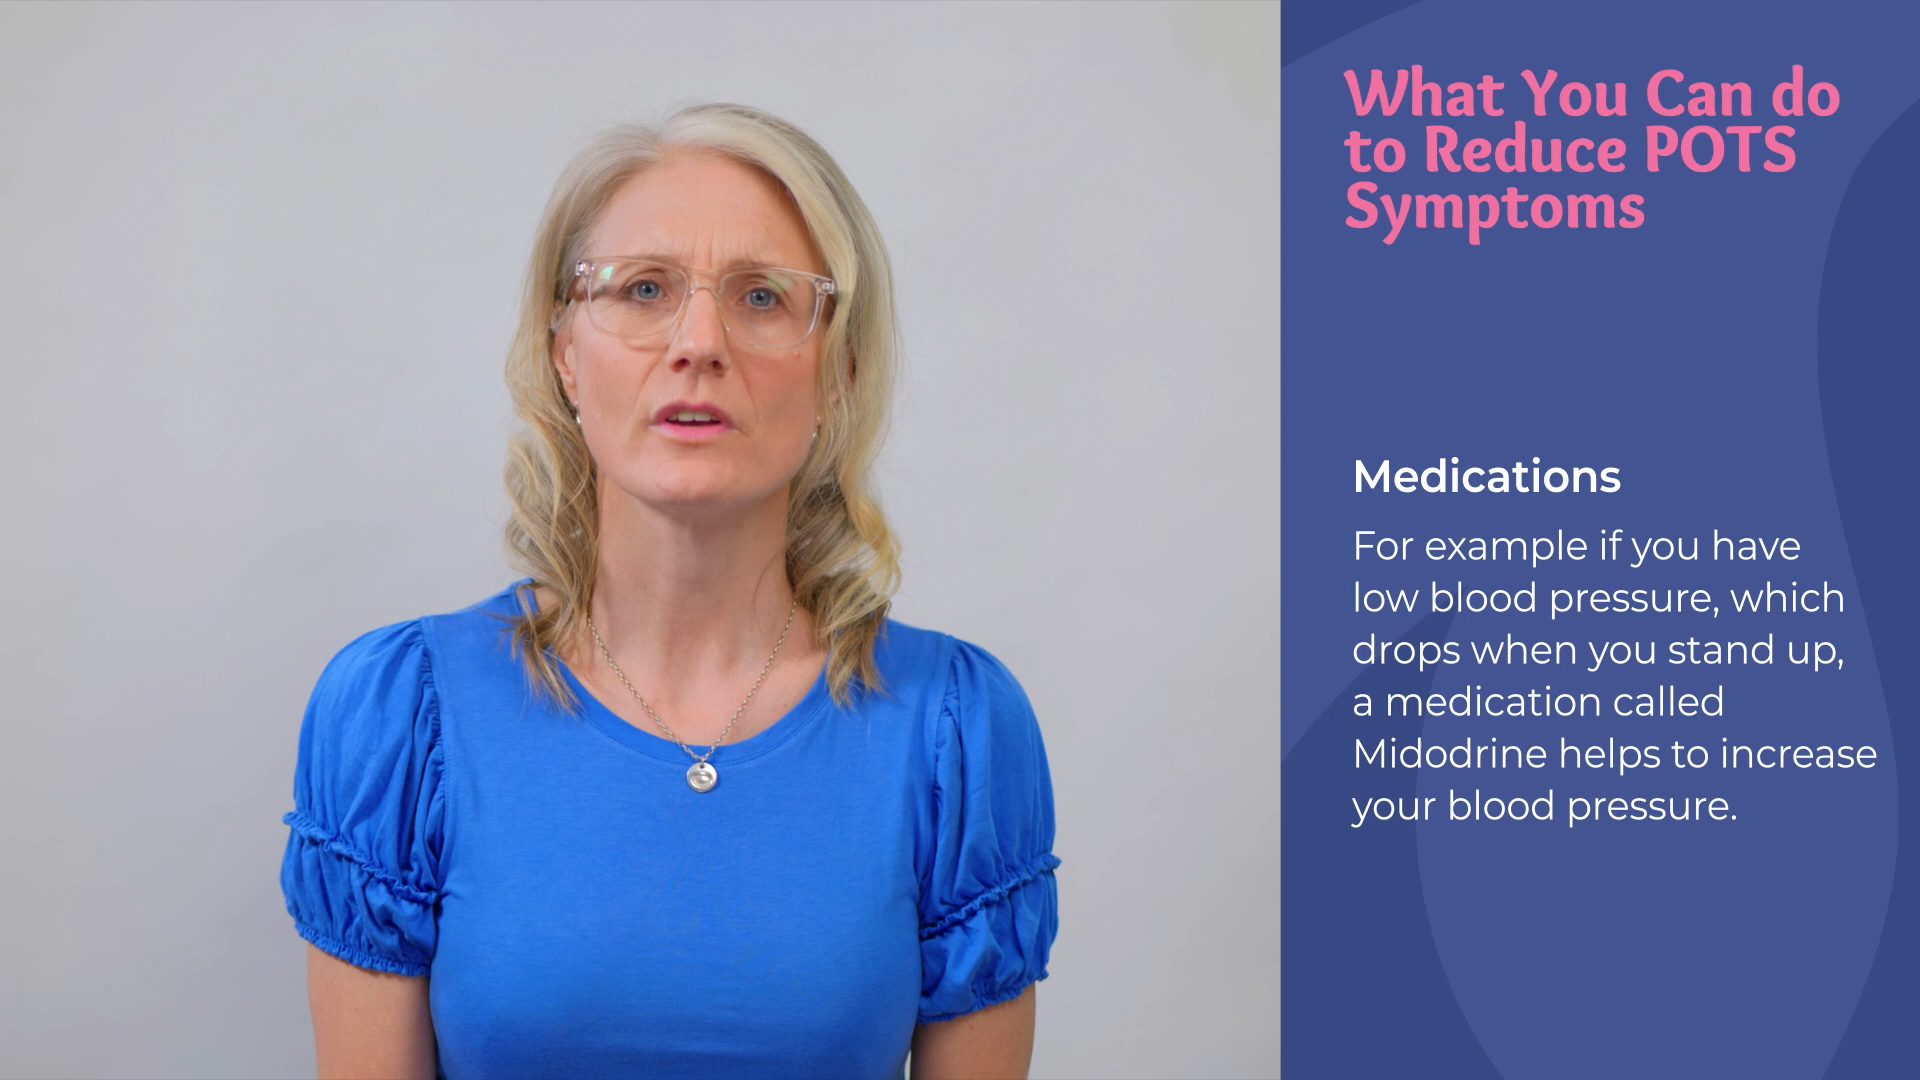 What You Can do
to Reduce POTS
Symptoms
Medications
For example if you have
low blood pressure, which
drops when you stand up,
a medication called
Midodrine helps to increase
your blood pressure.